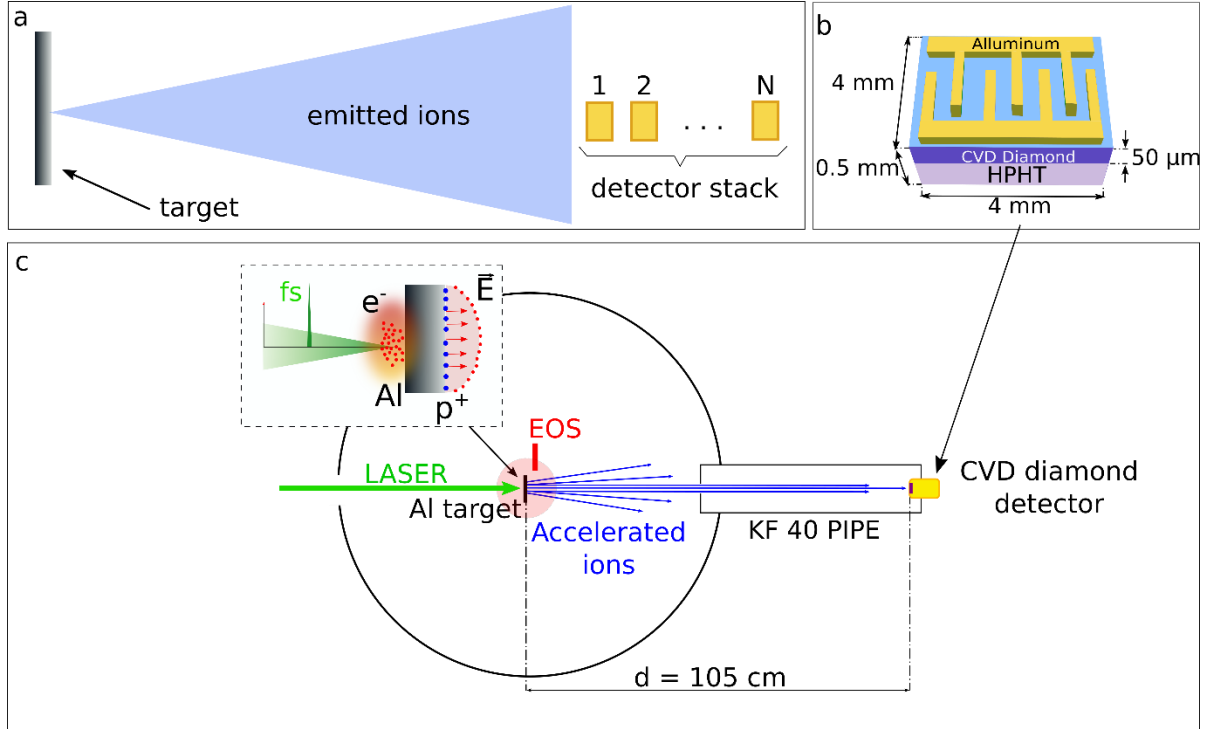 a
emitted ions
target
1 2 . . . N
detector stack
b
Alluminum
4 mm
CVD Diamond
50 µm
0.5 mm
HPHT
4 mm
c
fs
e-
E
Al
p+
EOS
LASER
Al target
Accelerated
ions
KF 40 PIPE
CVD diamond
detector
d = 105 cm